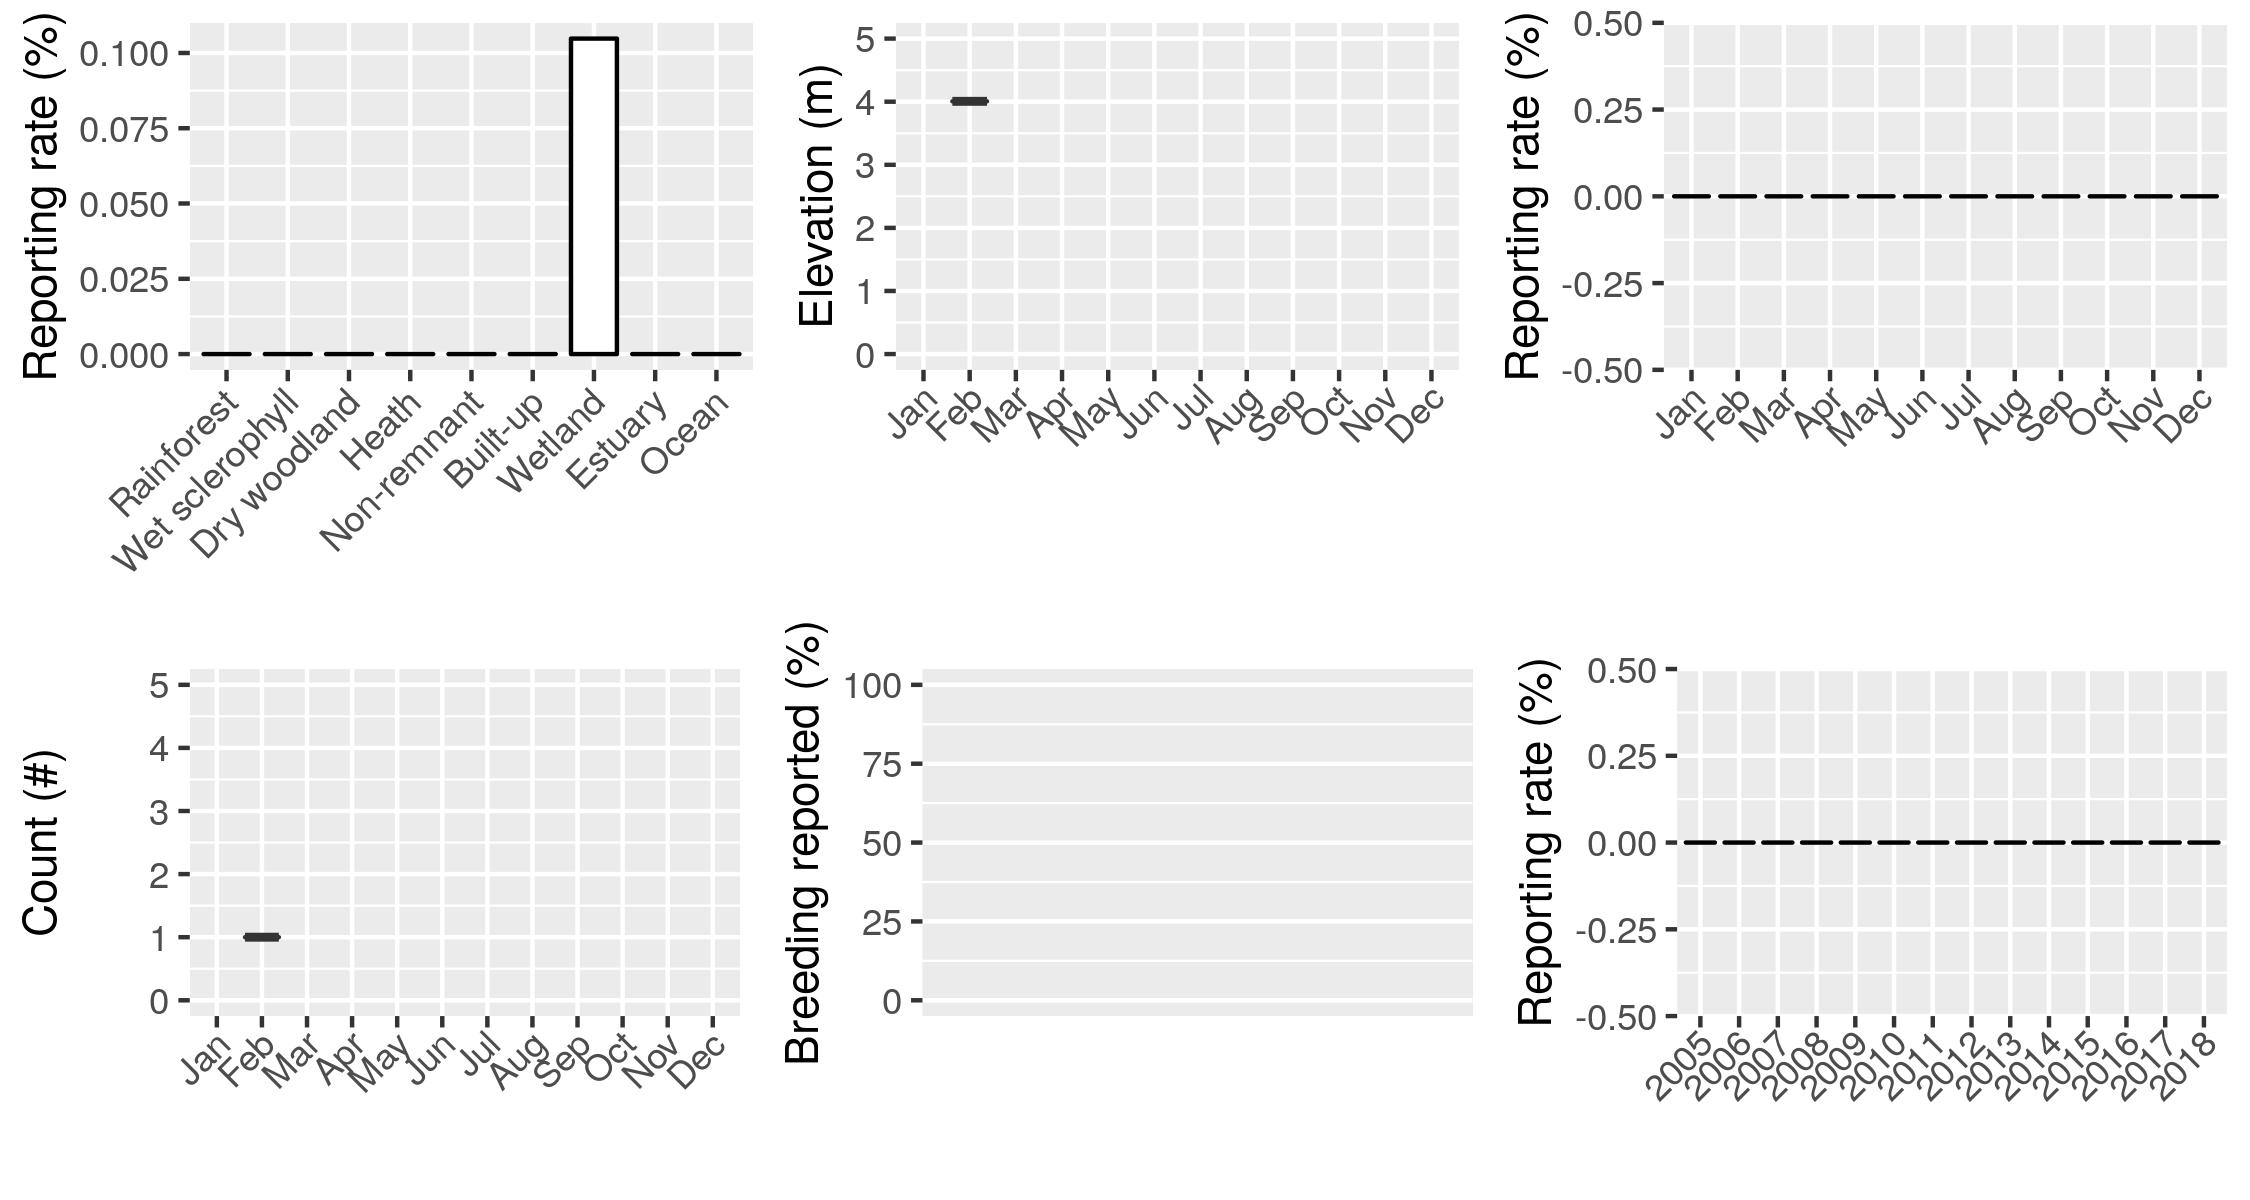 Reporting rate (%)
0.100
0.075
0.050
0.025
0.000
Rainforest
Wet sclerophyll
Dry woodland
Heath
Non-remnant
Built-up
Wetland
Estuary
Ocean
Elevation (m)
5
4
3
2
1
0
Jan
Feb
Mar
Apr
May
Jun
Jul
Aug
Sep
Oct
Nov
Dec
Reporting rate (%)
0.50
0.25
0.00
-0.25
-0.50
Jan
Feb
Mar
Apr
May
Jun
Jul
Aug
Sep
Oct
Nov
Dec
Count (#)
5
4
3
2
1
0
Jan
Feb
Mar
Apr
May
Jun
Jul
Aug
Sep
Oct
Nov
Dec
Breeding reported (%)
100
75
50
25
0
Reporting rate (%)
0.50
0.25
0.00
-0.25
-0.50
2005
2006
2007
2008
2009
2010
2011
2012
2013
2014
2015
2016
2017
2018